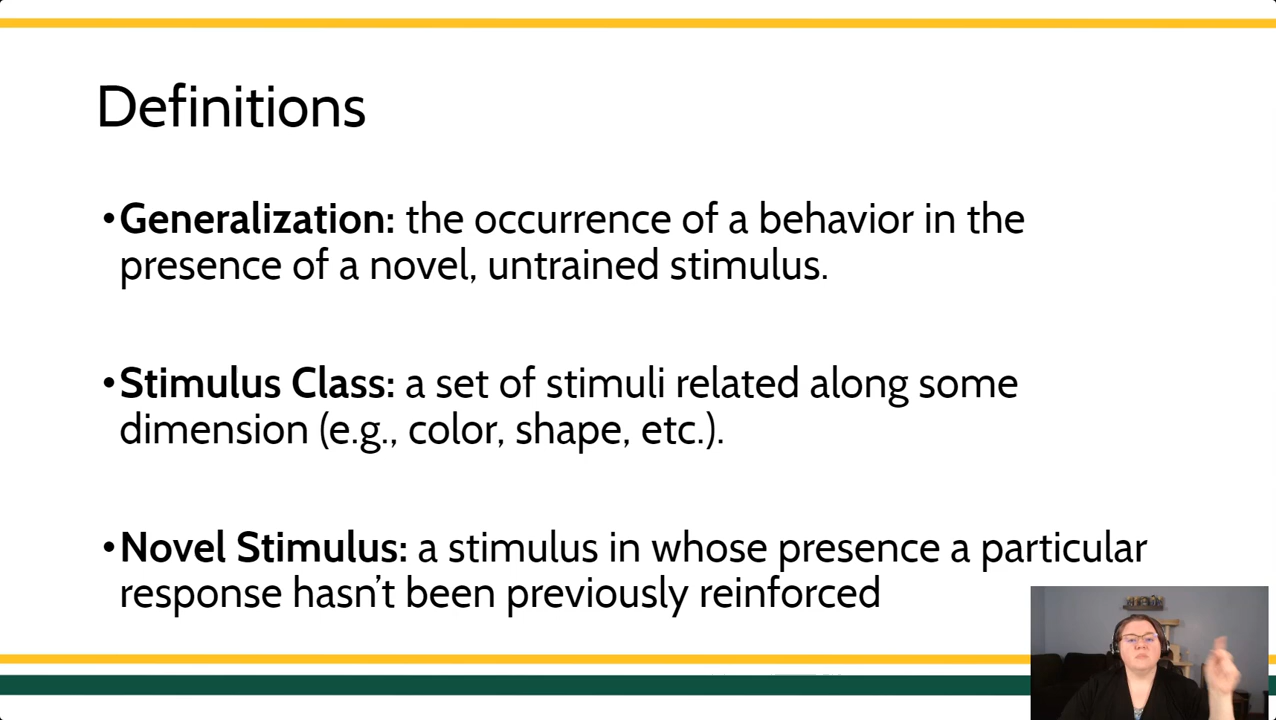 Definitions
•Generalization: the occurrence of a behavior in the
presence of a novel, untrained stimulus.
•Stimulus Class: a set of stimuli related along some
dimension (e.g., color, shape, etc.).
•Novel Stimulus: a stimulus in whose presence a particular
response hasn’t been previously reinforced